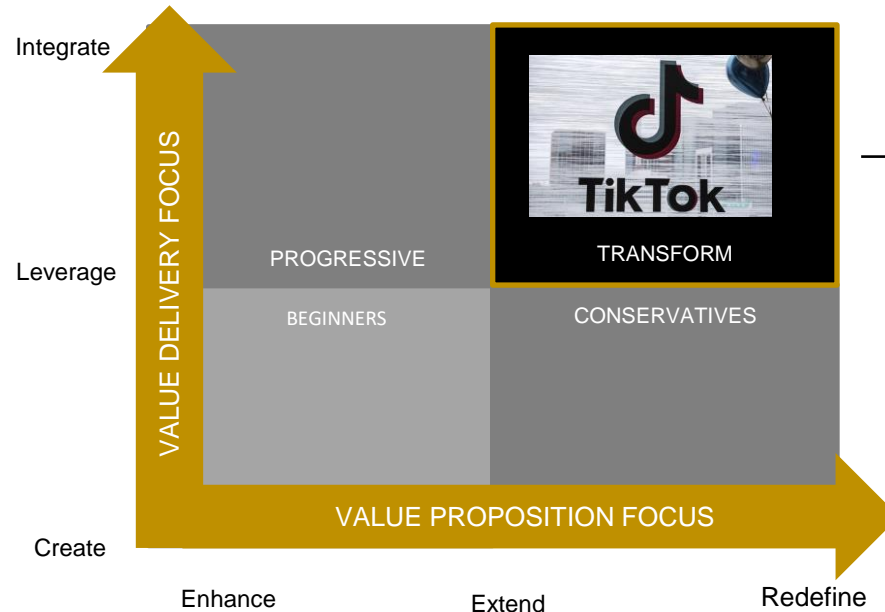 Integrate
TikTok
TRANSFORM
PROGRESSIVE
Leverage
BEGINNERS
CONSERVATIVES
VALUE DELIVERY FOCUS
VALUE PROPOSITION FOCUS
Create
Enhance
Extend
Redefine